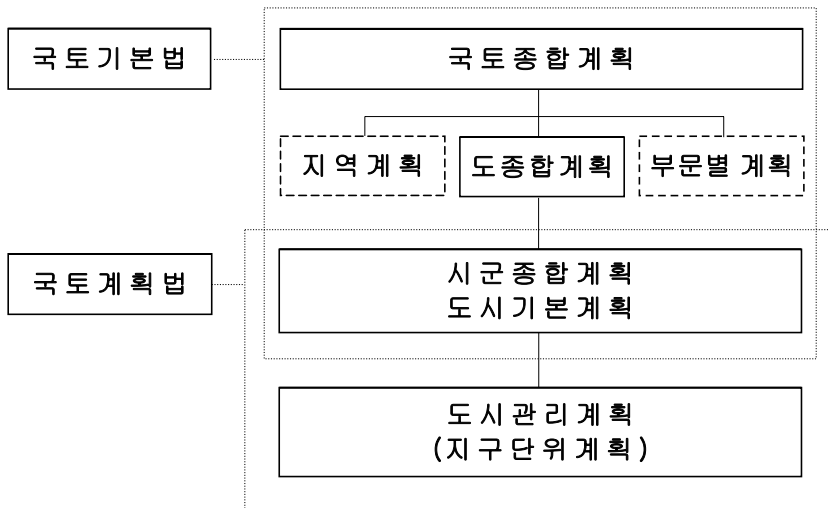 국토기본법
국토종합계획
지역계획
도종합계획
부문별 계획
국토계획법
시군종합계획
도시기본계획
도시관리계획
(지구단위계획)